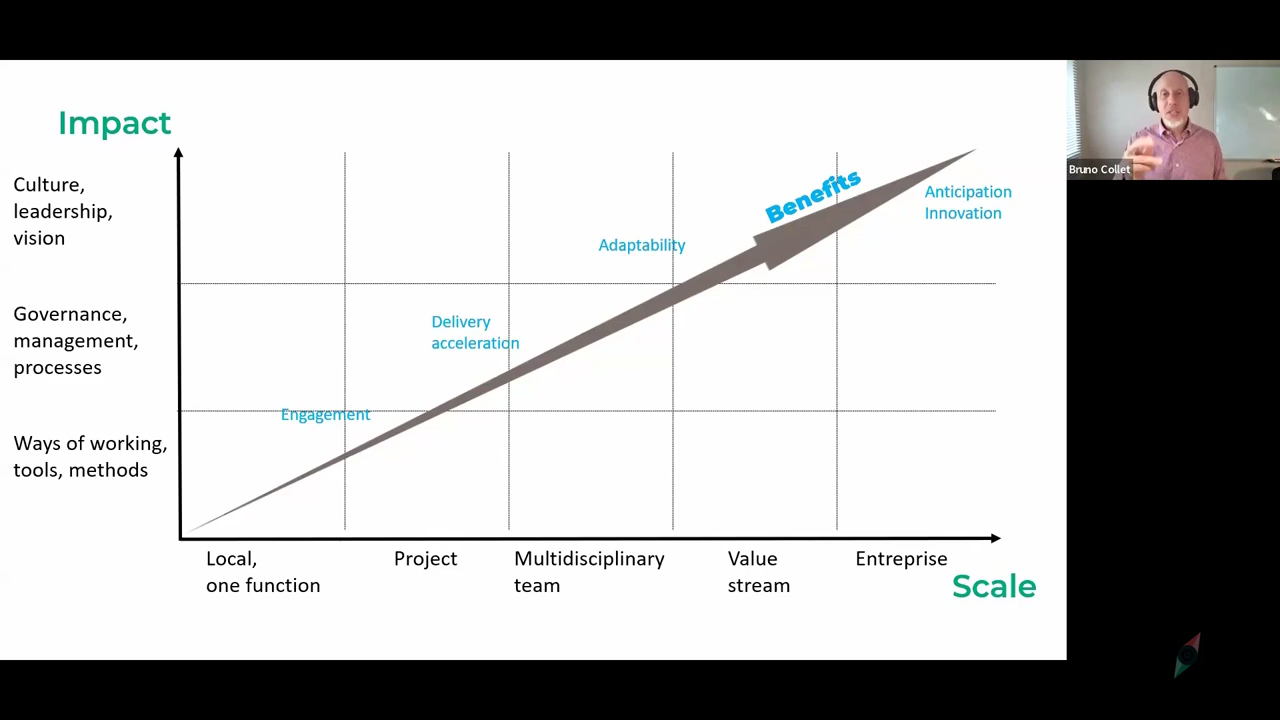 Impact
Culture,
leadership,
vision
Governance,
management,
processes
Ways of working,
tools, methods
Engagement
Delivery
acceleration
Adaptability
Benefits
Anticipation
Innovation
Local,
one function
Project
Multidisciplinary
team
Value
stream
Entreprise
Scale
Bruno Collet